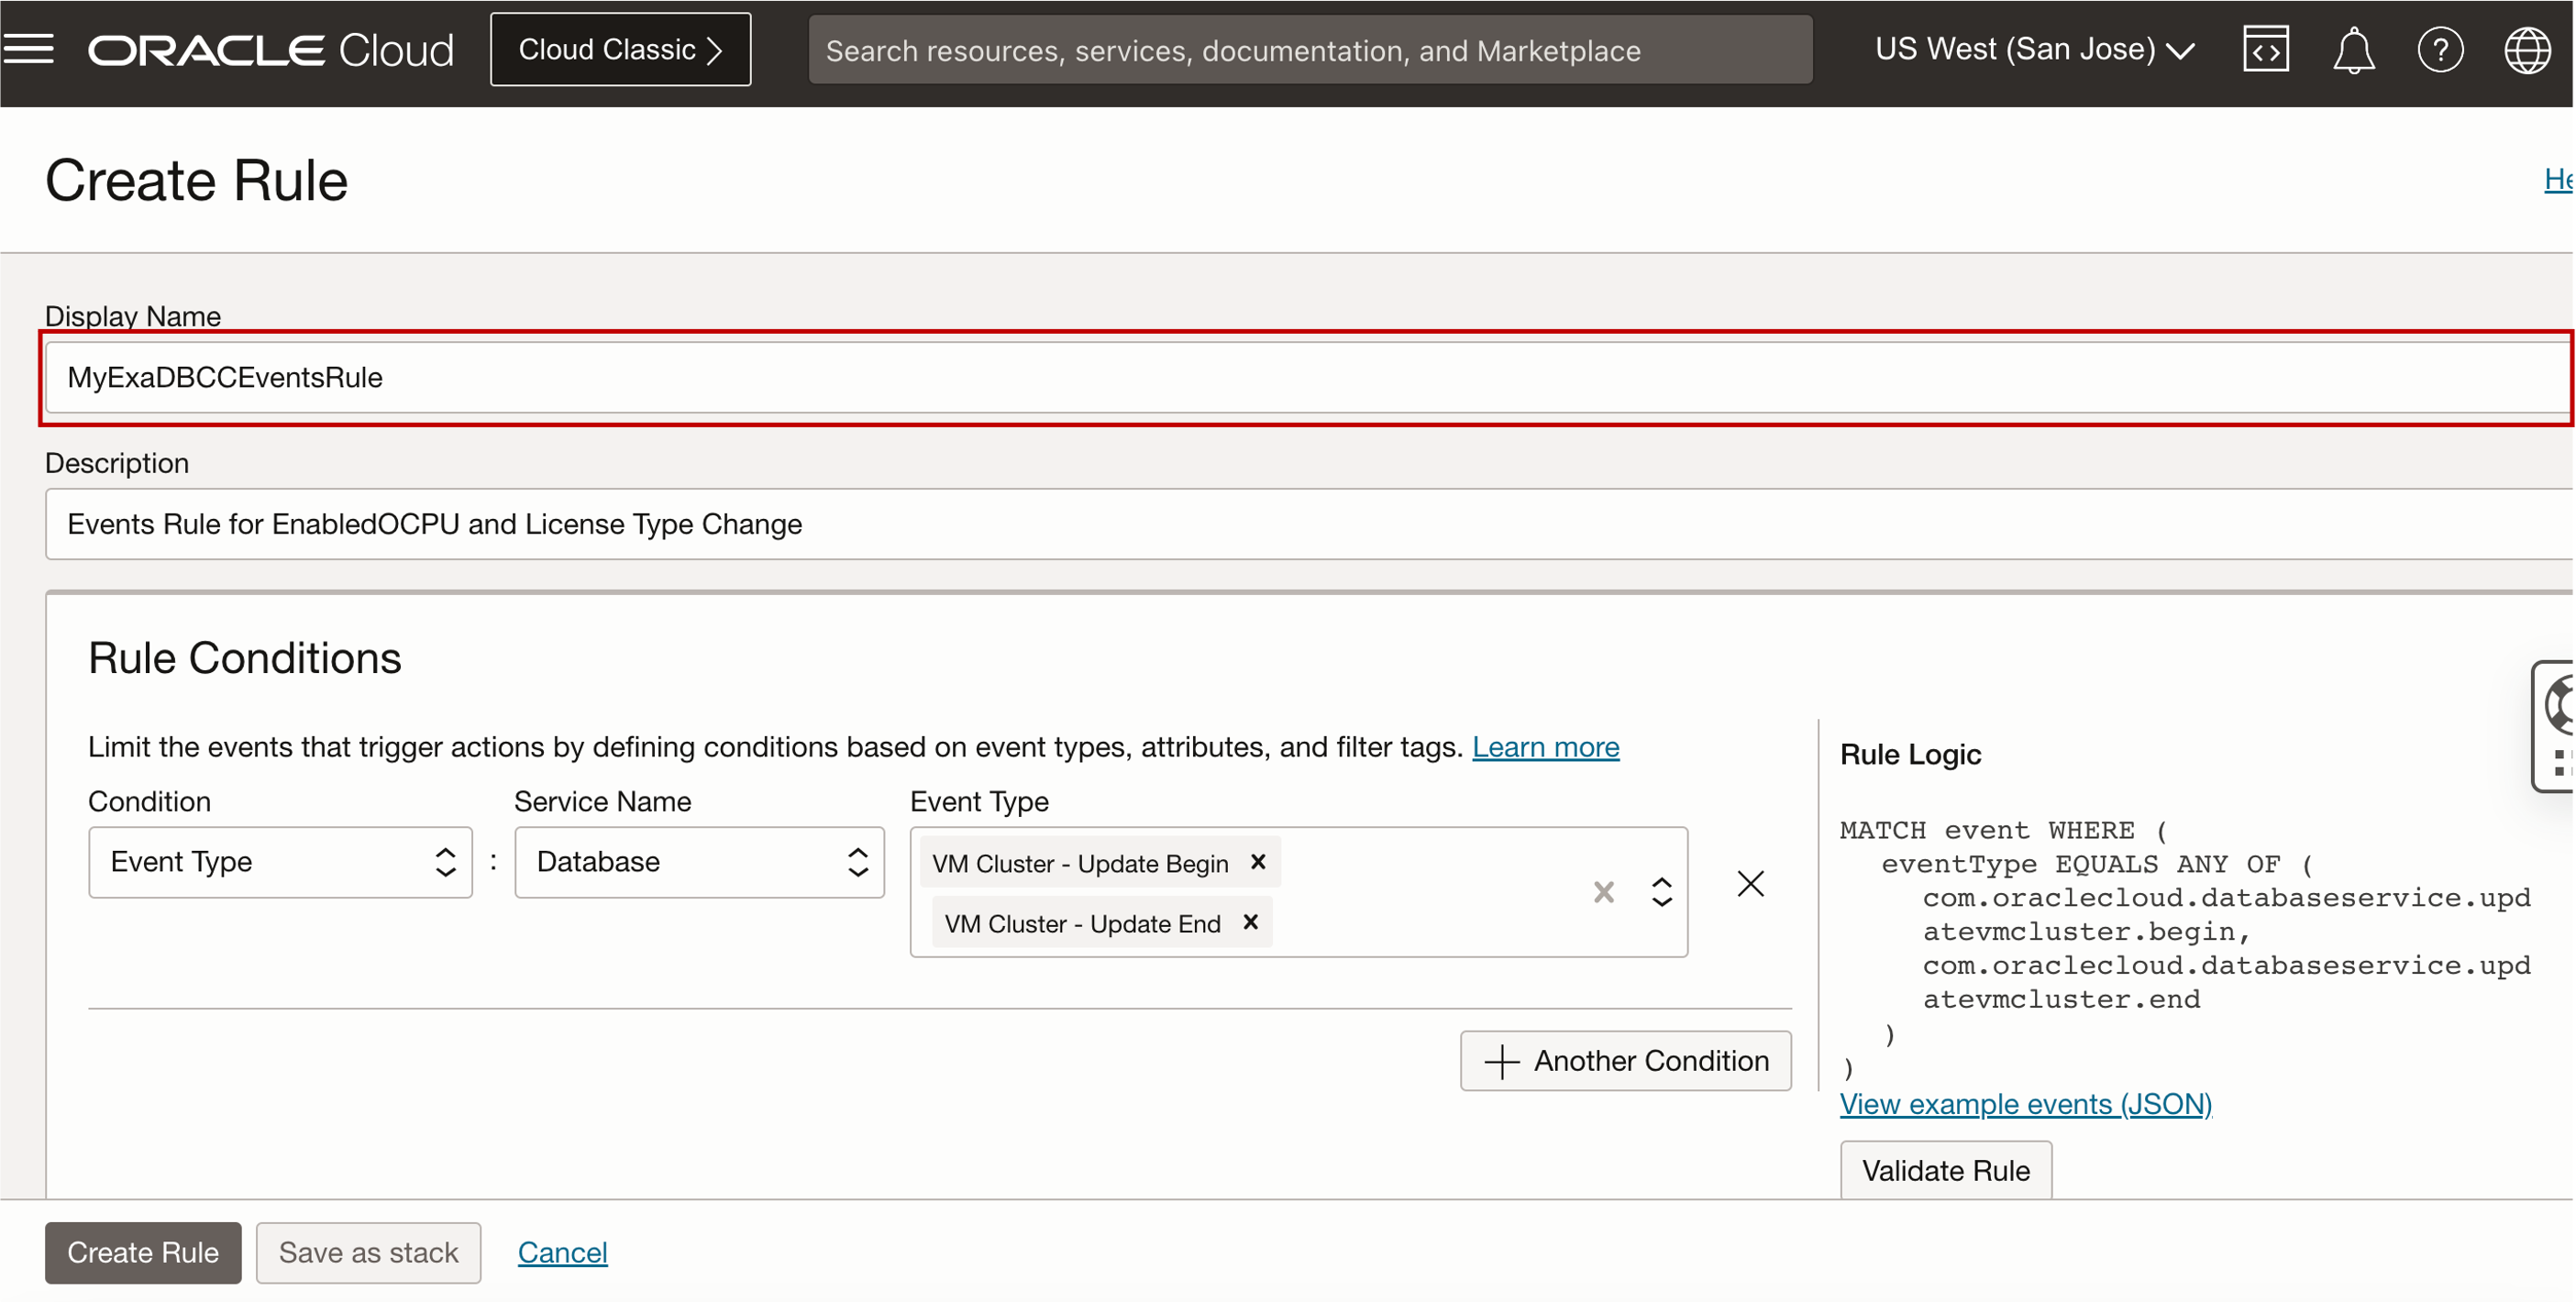 ORACLE Cloud
Cloud Classic
Search resources, services, documentation, and Marketplace
US West (San Jose)
Create Rule
Display Name
MyExaDBCCEventsRule
Description
Events Rule for EnabledOCPU and License Type Change
Rule Conditions
Limit the events that trigger actions by defining conditions based on event types, attributes, and filter tags. Learn more
Condition
Service Name
Event Type
Event Type
:
Database
VM Cluster - Update Begin
VM Cluster - Update End
Another Condition
Rule Logic
MATCH event WHERE (
eventType EQUALS ANY OF (
com.oraclecloud.databaseservice.upd
atevmcluster.begin,
com.oraclecloud.databaseservice.upd
atevmcluster.end
)
)
View example events (JSON)
Validate Rule
Create Rule
Save as stack
Cancel